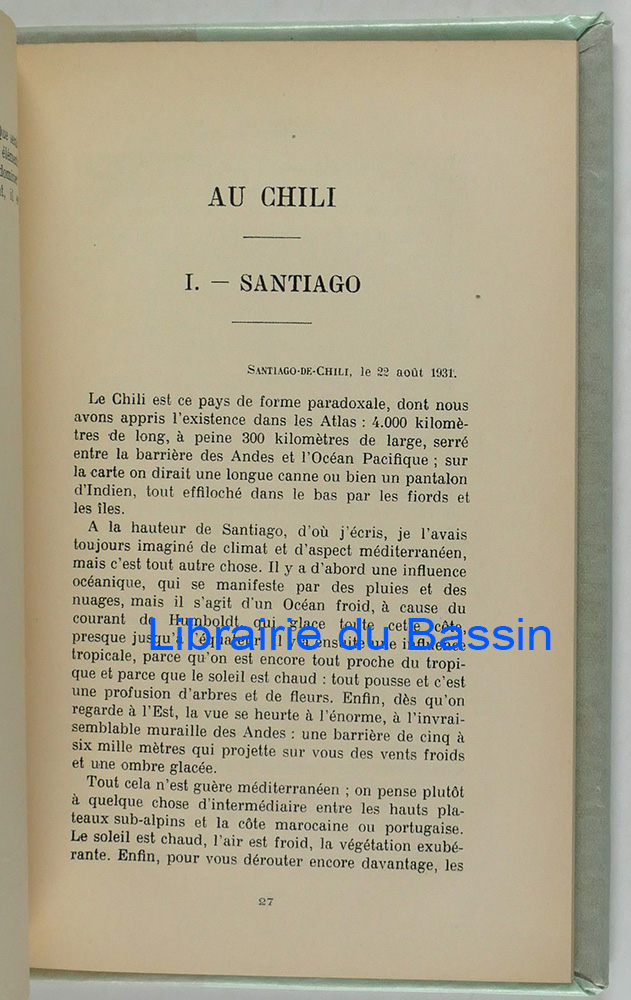 que
domine
AU CHILI
I. — SANTIAGO
SANTIAGO-DE-CHILI, le 22 août 1931.
Le Chili est ce pays de forme paradoxale, dont nous
avons appris l'existence dans les Atlas : 4.000 kilomè-
tres de long, à peine 300 kilomètres de large, serré
entre la barrière des Andes et l'Océan Pacifique ; sur
la carte on dirait une longue canne ou bien un pantalon
d'Indien, tout effiloché dans le bas par les fiords et
les îles.
A la hauteur de Santiago, d'où j'écris, je l'avais
toujours imaginé de climat et d'aspect méditerranéen,
mais c'est tout autre chose. Il y a d'abord une influence
océanique, qui se manifeste par des pluies et des
nuages, mais il s'agit d'un Océan froid, à cause du
courant de Humboldt qui glace toute cette côte,
presque jusqu'à l'équateur. Il y a ensuite une influence
Librairie du Bassin
tropicale, parce qu'on est encore tout proche du tropi-
que et parce que le soleil est chaud : tout pousse et c'est
une profusion d'arbres et de fleurs. Enfin, dès qu'on
regarde à l'Est, la vue se heurte à l'énorme, à l'invrai-
semblable muraille des Andes : une barrière de cinq à
six mille mètres qui projette sur vous des vents froids
et une ombre glacée.
Tout cela n'est guère méditerranéen ; on pense plutôt
à quelque chose d'intermédiaire entre les hauts pla-
teaux sub-alpins et la côte marocaine ou portugaise.
Le soleil est chaud, l'air est froid, la végétation exubé-
rante. Enfin, pour vous dérouter encore davantage, les
27